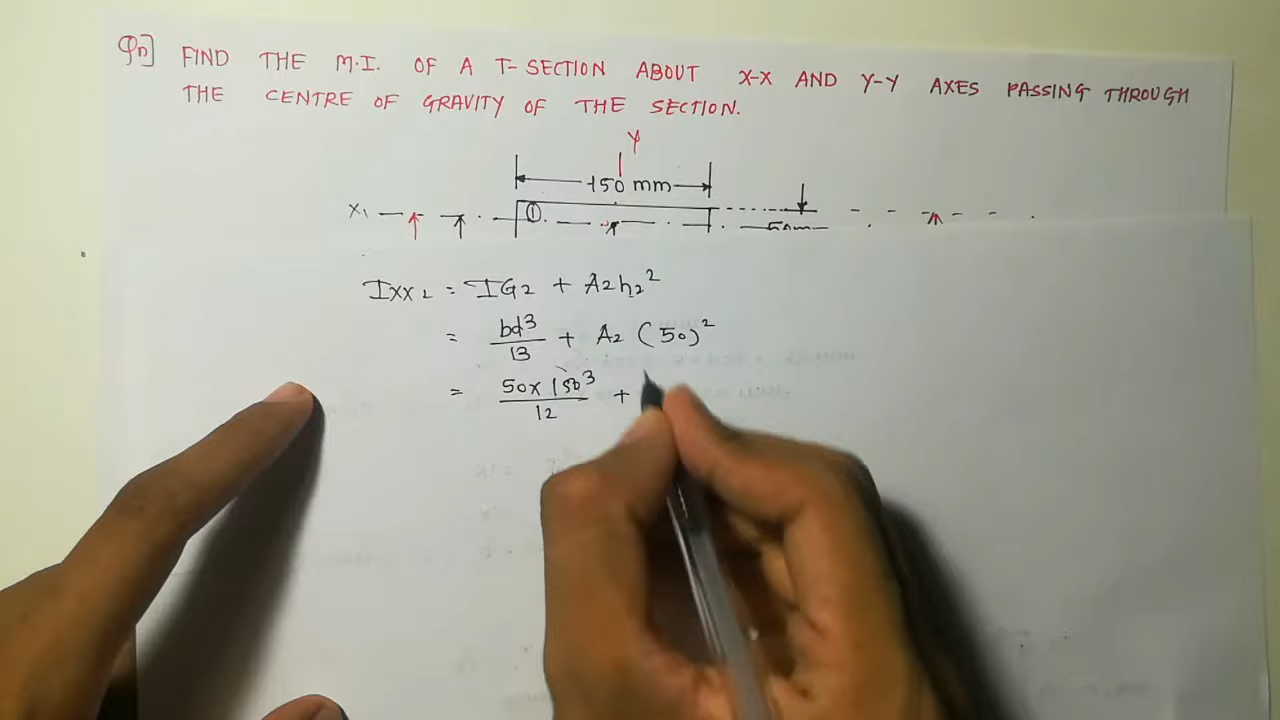 Qn] FIND THE M.I. OF A T-SECTION ABOUT X-X AND Y-Y AXES PASSING THROUGH
THE CENTRE OF GRAVITY OF THE SECTION.
Y
150 mm
X1 ①
IXX2 = IG2 + A2h2²
= bd³/13 + A2 (50)²
= 50x150³/12 +